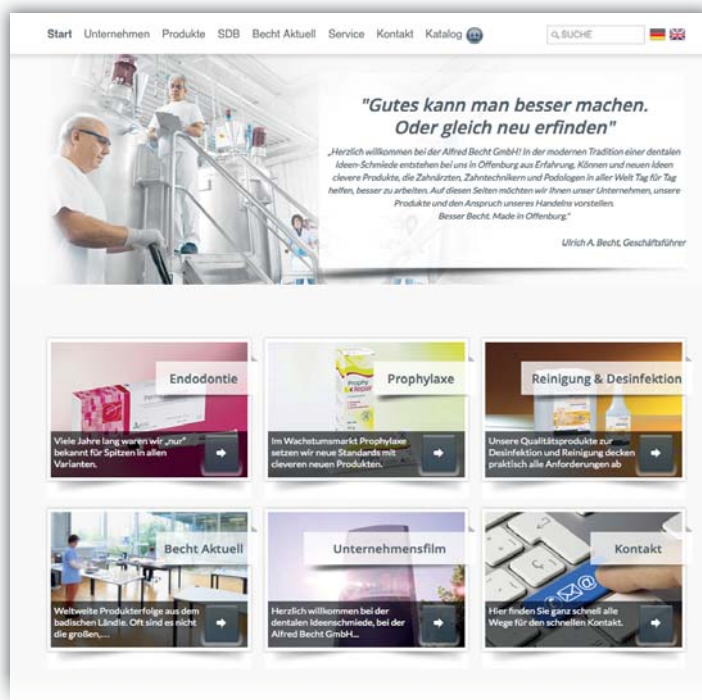 Start Unternehmen Produkte SDB Becht Aktuell Service Kontakt Katalog
SUCHE
"Gutes kann man besser machen.
Oder gleich neu erfinden"
„Herzlich willkommen bei der Alfred Becht GmbH! In der modernen Tradition einer dentalen
Ideen-Schmiede entstehen bei uns in Offenburg aus Erfahrung, Können und neuen Ideen
clevere Produkte, die Zahnärzten, Zahntechnikern und Podologen in aller Welt Tag für Tag
helfen, besser zu arbeiten. Auf diesen Seiten möchten wir Ihnen unser Unternehmen, unsere
Produkte und den Anspruch unseres Handelns vorstellen.
Besser Becht. Made in Offenburg."
Ulrich A. Becht, Geschäftsführer
Endodontie
Viele Jahre lang waren wir „nur"
bekannt für Spitzen in allen
Varianten.
Prophy
Prophylaxe
Im Wachstumsmarkt Prophylaxe
setzen wir neue Standards mit
cleveren neuen Produkten.
Reinigung & Desinfektion
Unsere Qualitätsprodukte zur
Desinfektion und Reinigung decken
praktisch alle Anforderungen ab
Becht Aktuell
Weltweite Produkterfolge aus dem
badischen Ländle. Oft sind es nicht
die großen,....
Unternehmensfilm
Herzlich willkommen bei der
dentalen Ideenschmiede, bei der
Alfred Becht GmbH...
Kontakt
Hier finden Sie ganz schnell alle
Wege für den schnellen Kontakt.